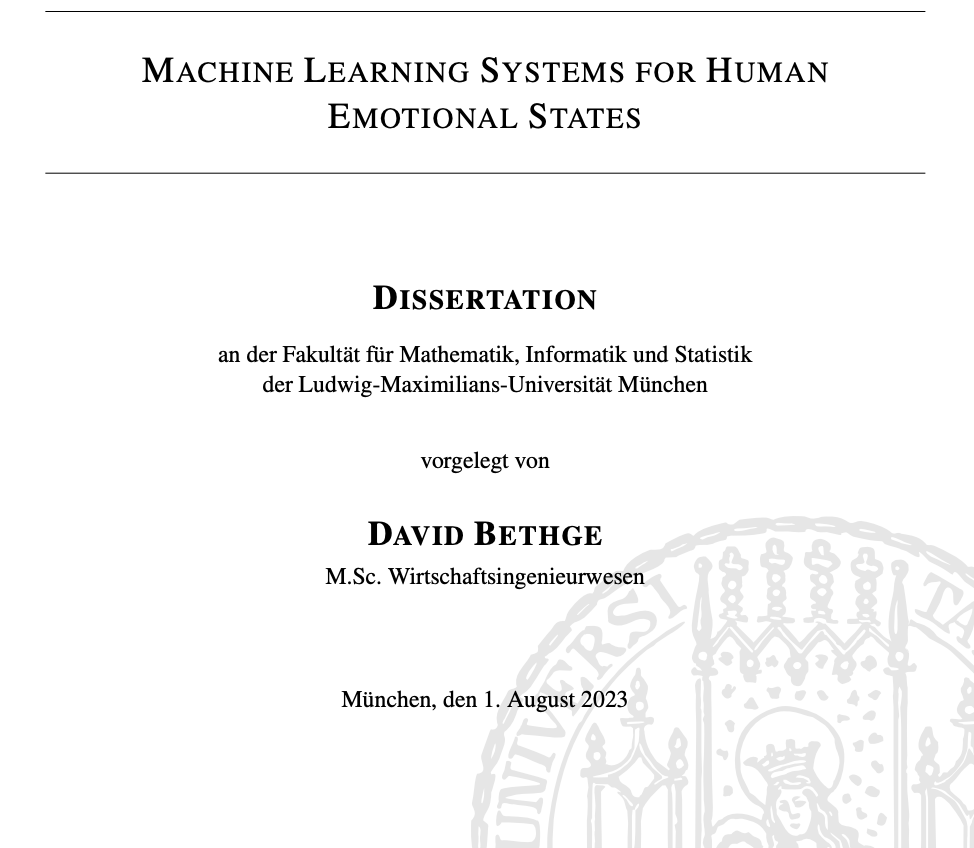 MACHINE LEARNING SYSTEMS FOR HUMAN
EMOTIONAL STATES
DISSERTATION
an der Fakultät für Mathematik, Informatik und Statistik
der Ludwig-Maximilians-Universität München
vorgelegt von
DAVID BETHGE
M.Sc. Wirtschaftsingenieurwesen
München, den 1. August 2023
UNIVERSI
TA